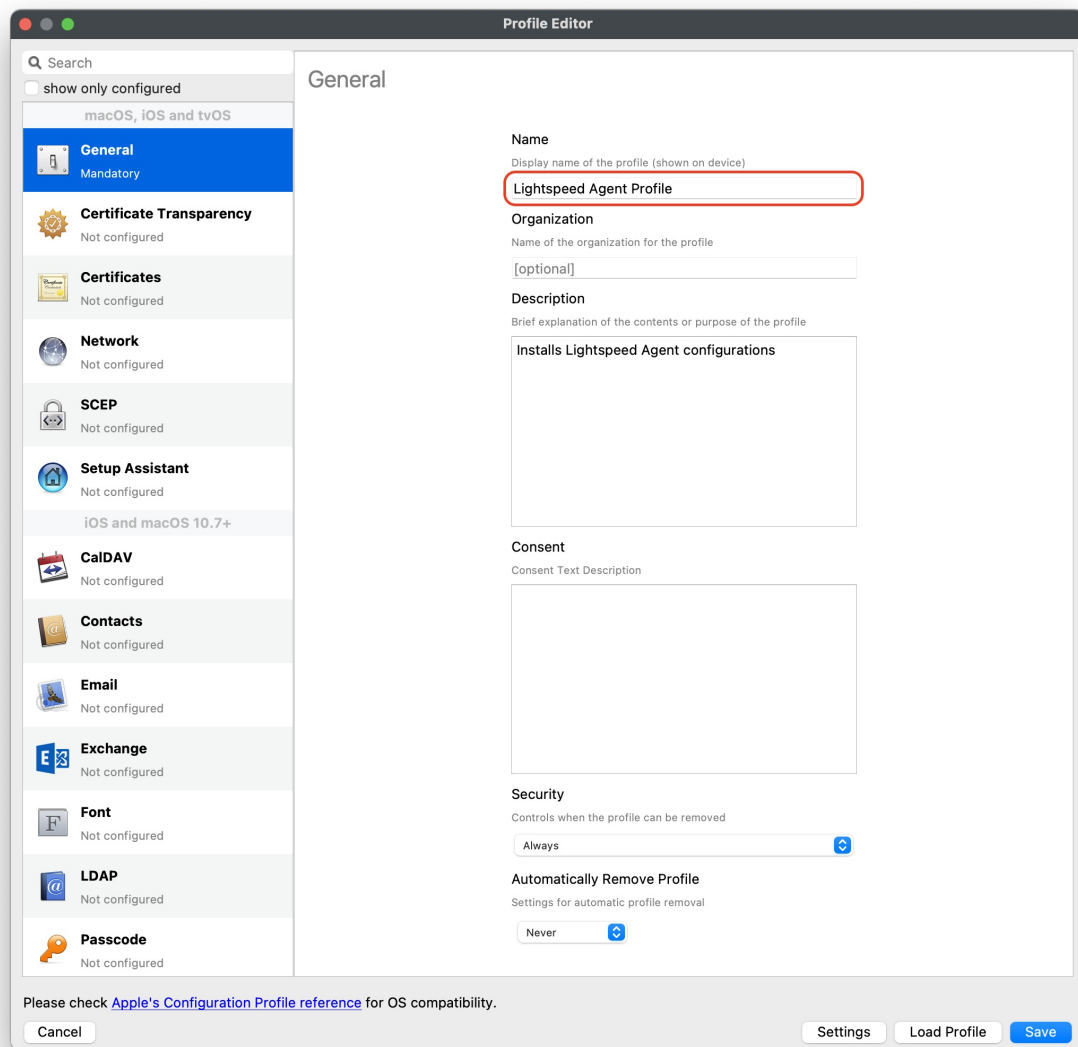 Profile Editor
Search
show only configured
macOS, iOS and tvOS
General
Mandatory
Certificate Transparency
Not configured
Certificates
Not configured
Network
Not configured
SCEP
Not configured
Setup Assistant
Not configured
iOS and macOS 10.7+
CalDAV
Not configured
Contacts
Not configured
Email
Not configured
Exchange
Not configured
Font
Not configured
LDAP
Not configured
Passcode
Not configured
General
Name
Display name of the profile (shown on device)
Lightspeed Agent Profile
Organization
Name of the organization for the profile
[optional]
Description
Brief explanation of the contents or purpose of the profile
Installs Lightspeed Agent configurations
Consent
Consent Text Description
Security
Controls when the profile can be removed
Always
Automatically Remove Profile
Settings for automatic profile removal
Never
Please check Apple's Configuration Profile reference for OS compatibility.
Cancel
Settings
Load Profile
Save